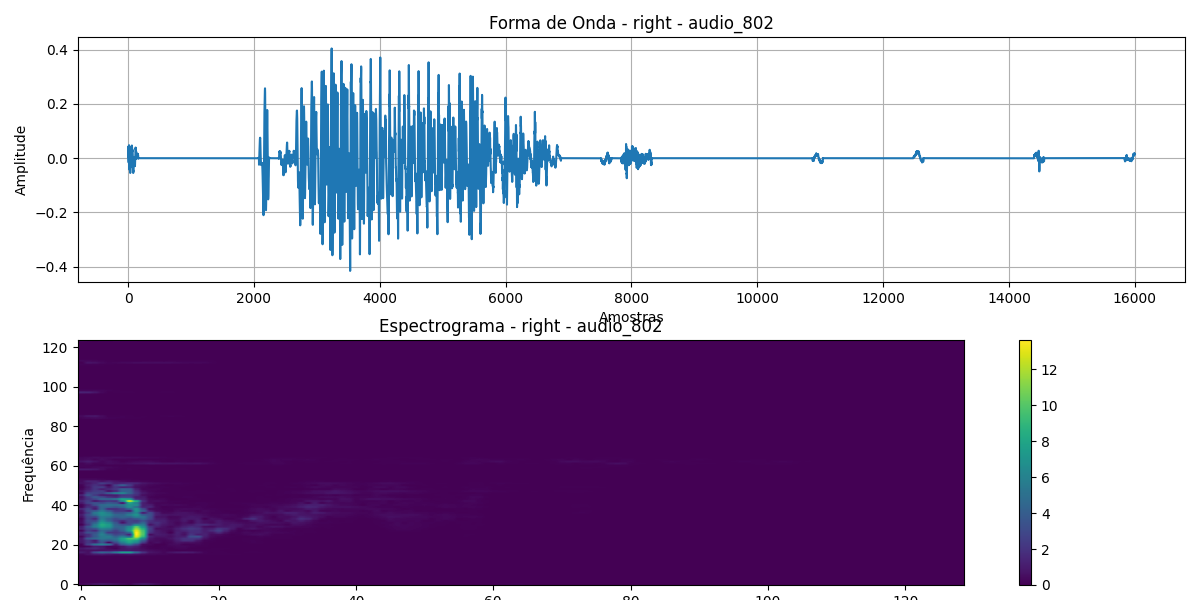 Forma de Onda - right - audio_802
0.4
0.2
0.0
−0.2
−0.4
Amplitude
0 2000 4000 6000 8000 10000 12000 14000 16000
Amostras
Espectrograma - right - audio_802
120
100
80
60
40
20
0
Frequência
0 20 40 60 80 100 120
12
10
8
6
4
2
0